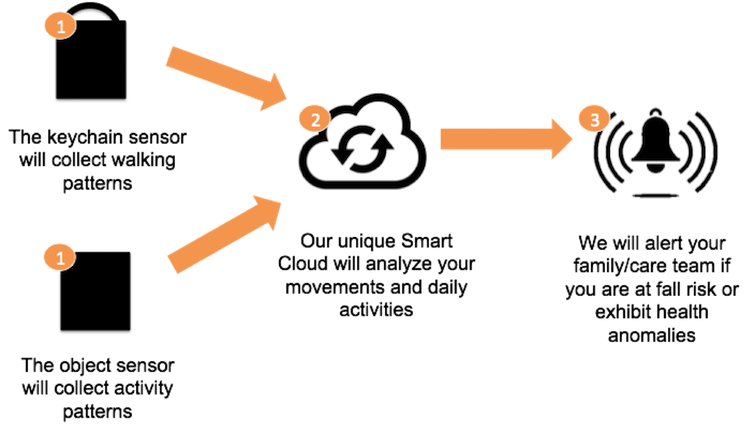 1
The keychain sensor
will collect walking
patterns
1
The object sensor
will collect activity
patterns
2
Our unique Smart
Cloud will analyze your
movements and daily
activities
3
We will alert your
family/care team if
you are at fall risk or
exhibit health
anomalies